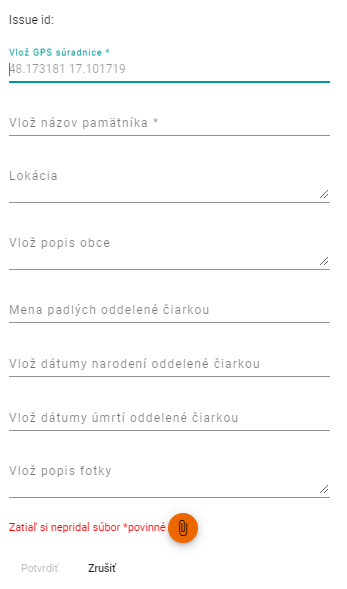 Issue id:
Vlož GPS súradnice *
48.173181 17.101719
Vlož názov pamätníka *
Lokácia
Vlož popis obce
Mena padlých oddelené čiarkou
Vlož dátumy narodení oddelené čiarkou
Vlož dátumy úmrtí oddelené čiarkou
Vlož popis fotky
Zatiaľ si nepridal súbor *povinné
Potvrdiť Zrušiť